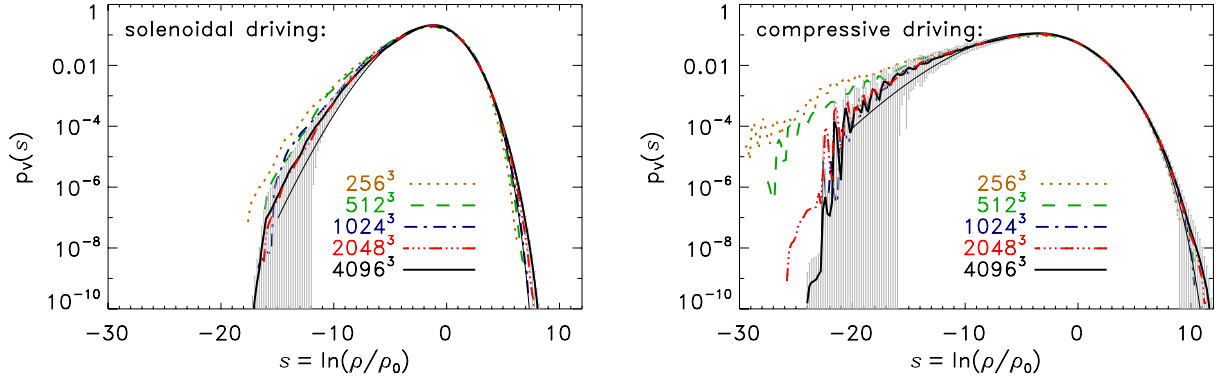 solenoidal driving:
1
0.01
10⁻⁴
10⁻⁶
10⁻⁸
10⁻¹⁰
pᵥ(s)
256³
512³
1024³
2048³
4096³
-30 -20 -10 0 10
s = ln(ρ/ρ₀)
compressive driving:
1
0.01
10⁻⁴
10⁻⁶
10⁻⁸
10⁻¹⁰
pᵥ(s)
256³
512³
1024³
2048³
4096³
-30 -20 -10 0 10
s = ln(ρ/ρ₀)